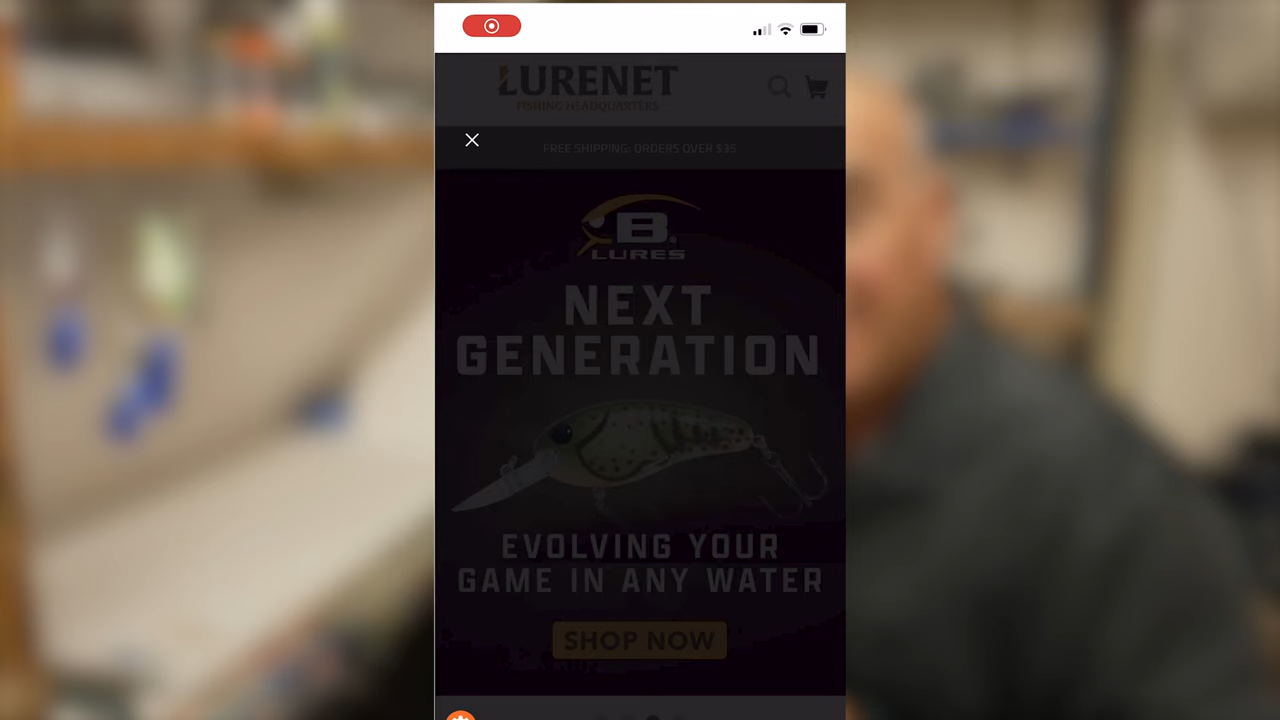 LURENET
FISHING HEADQUARTERS
FREE SHIPPING: ORDERS OVER $35
B
LURES
NEXT
GENERATION
EVOLVING YOUR
GAME IN ANY WATER
SHOP NOW